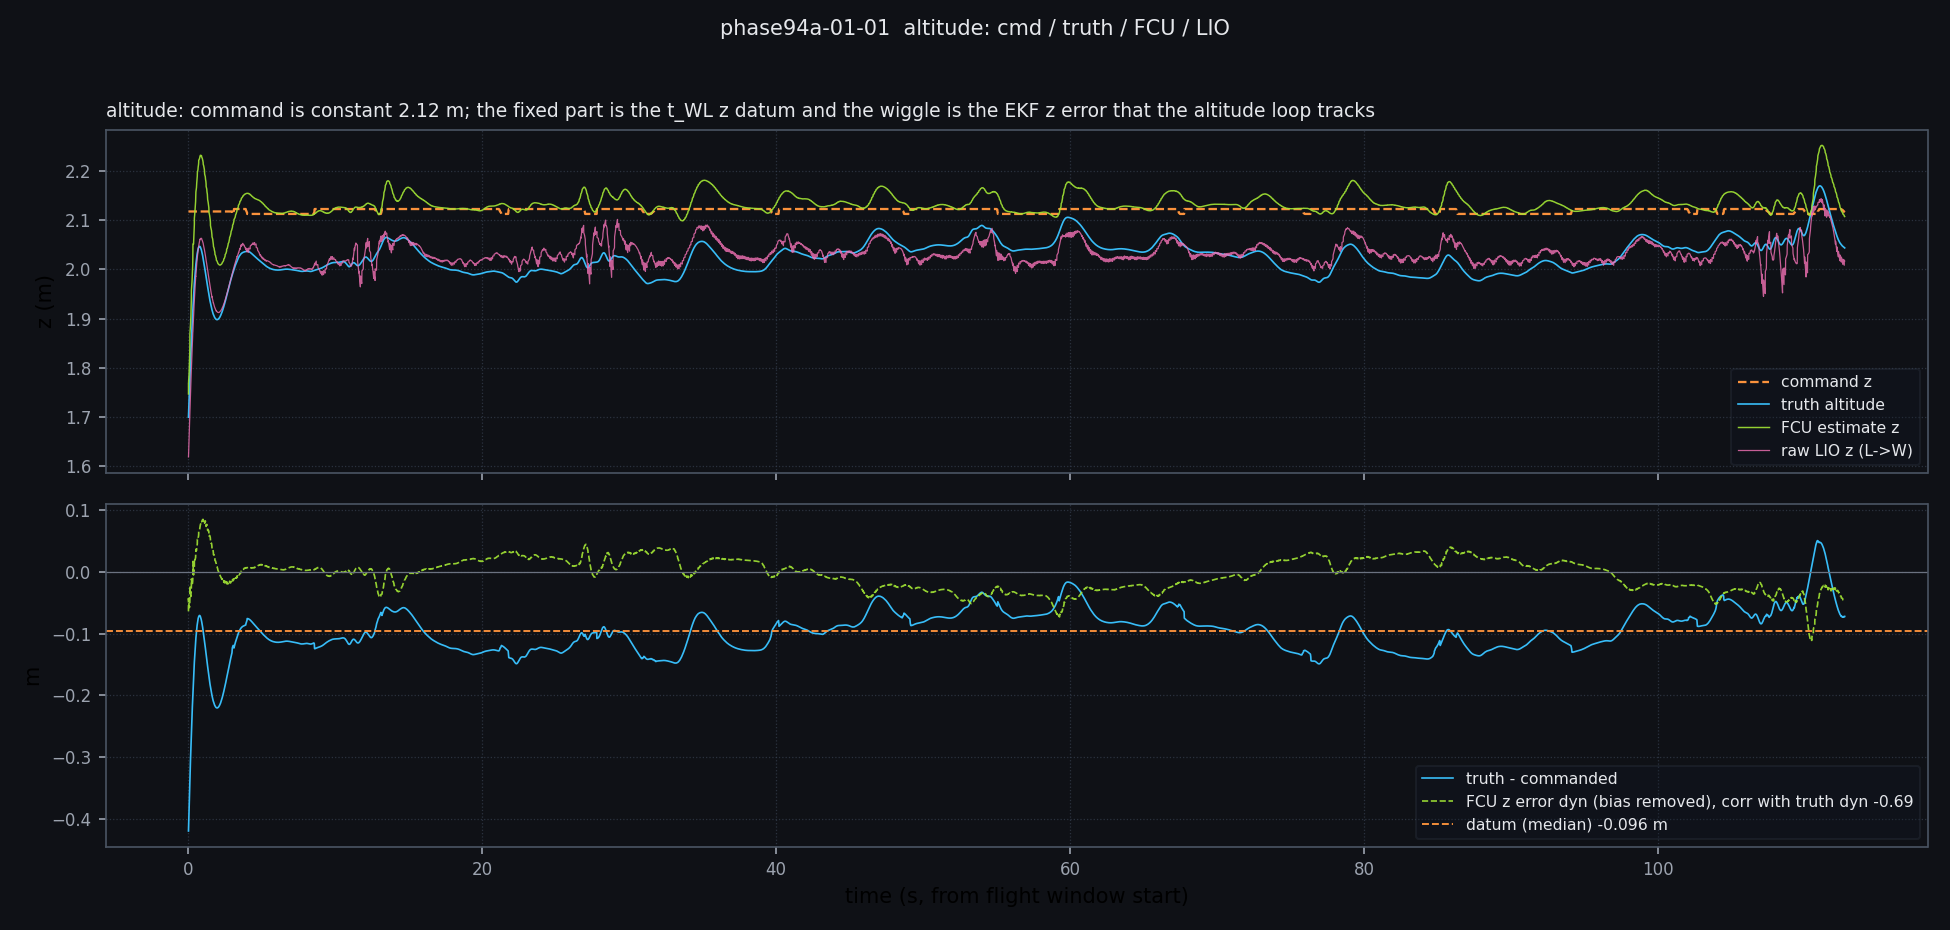 phase94a-01-01  altitude: cmd / truth / FCU / LIO
altitude: command is constant 2.12 m; the fixed part is the t_WL z datum and the wiggle is the EKF z error that the altitude loop tracks
z (m)
2.2
2.1
2.0
1.9
1.8
1.7
1.6
command z
truth altitude
FCU estimate z
raw LIO z (L->W)
m
0.1
0.0
−0.1
−0.2
−0.3
−0.4
truth - commanded
FCU z error dyn (bias removed), corr with truth dyn -0.69
datum (median) -0.096 m
0
20
40
60
80
100
time (s, from flight window start)